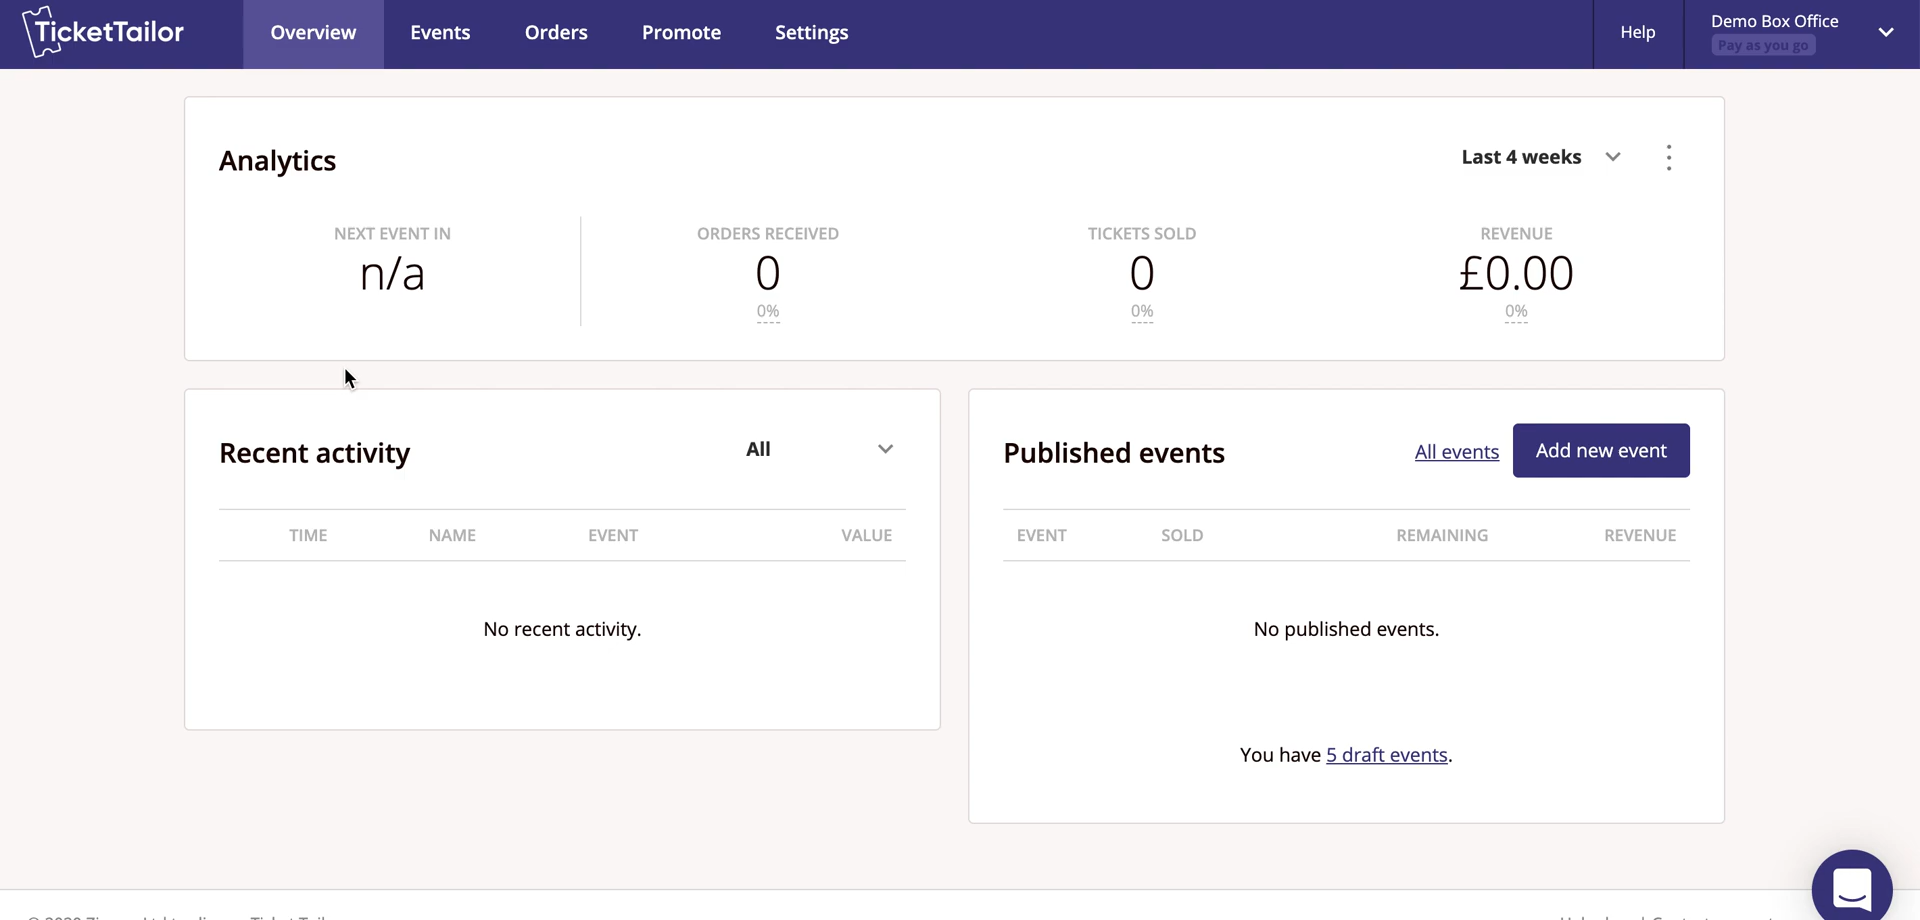 TicketTailor
Overview
Events
Orders
Promote
Settings
Help
Demo Box Office
Pay as you go
Analytics
Last 4 weeks
NEXT EVENT IN
n/a
ORDERS RECEIVED
0
0%
TICKETS SOLD
0
0%
REVENUE
£0.00
0%
Recent activity
All
TIME NAME EVENT VALUE
No recent activity.
Published events
All events
Add new event
EVENT SOLD REMAINING REVENUE
No published events.
You have 5 draft events.